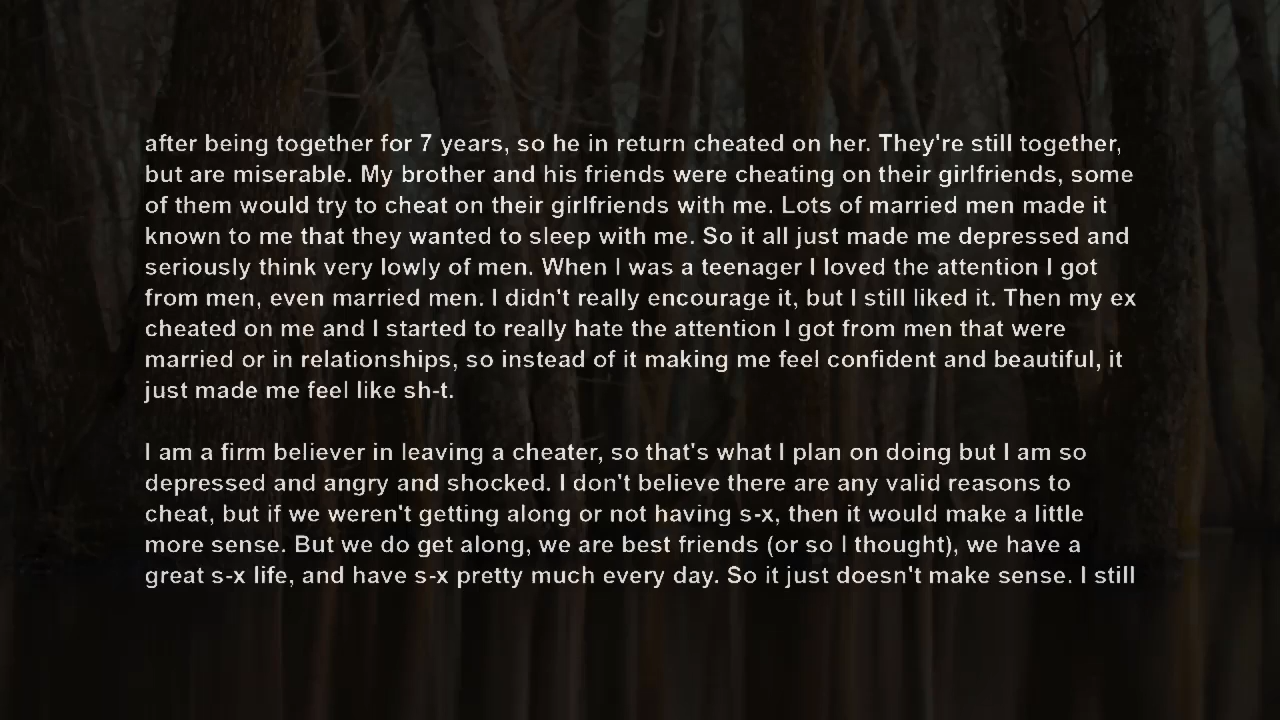 after being together for 7 years, so he in return cheated on her. They're still together,
but are miserable. My brother and his friends were cheating on their girlfriends, some
of them would try to cheat on their girlfriends with me. Lots of married men made it
known to me that they wanted to sleep with me. So it all just made me depressed and
seriously think very lowly of men. When I was a teenager I loved the attention I got
from men, even married men. I didn't really encourage it, but I still liked it. Then my ex
cheated on me and I started to really hate the attention I got from men that were
married or in relationships, so instead of it making me feel confident and beautiful, it
just made me feel like sh-t.

I am a firm believer in leaving a cheater, so that's what I plan on doing but I am so
depressed and angry and shocked. I don't believe there are any valid reasons to
cheat, but if we weren't getting along or not having s-x, then it would make a little
more sense. But we do get along, we are best friends (or so I thought), we have a
great s-x life, and have s-x pretty much every day. So it just doesn't make sense. I still